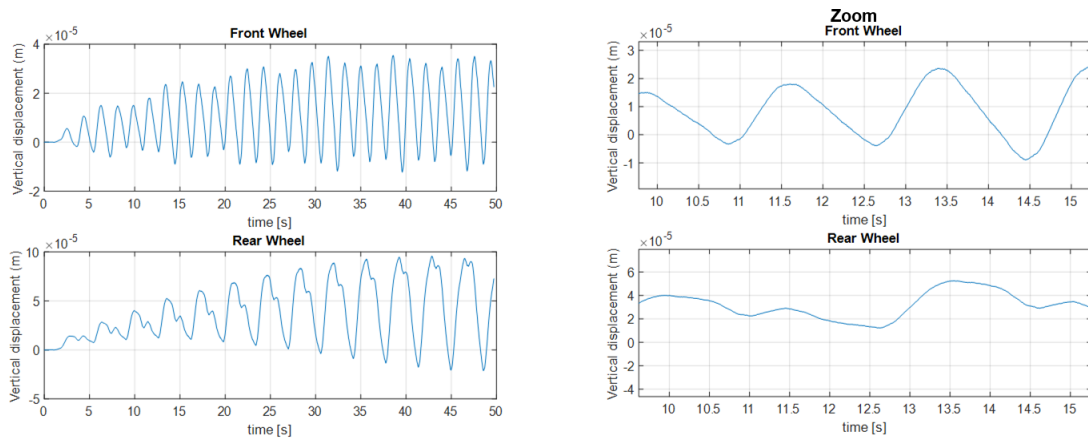 Front Wheel
×10⁻⁵
Vertical displacement (m)
4
2
0
-2
0 5 10 15 20 25 30 35 40 45 50
time [s]
Rear Wheel
×10⁻⁵
Vertical displacement (m)
10
5
0
-5
0 5 10 15 20 25 30 35 40 45 50
time [s]
Zoom
Front Wheel
×10⁻⁵
Vertical displacement (m)
3
2
1
0
-1
10 10.5 11 11.5 12 12.5 13 13.5 14 14.5 15
time [s]
Rear Wheel
×10⁻⁵
Vertical displacement (m)
6
4
2
0
-2
-4
10 10.5 11 11.5 12 12.5 13 13.5 14 14.5 15
time [s]